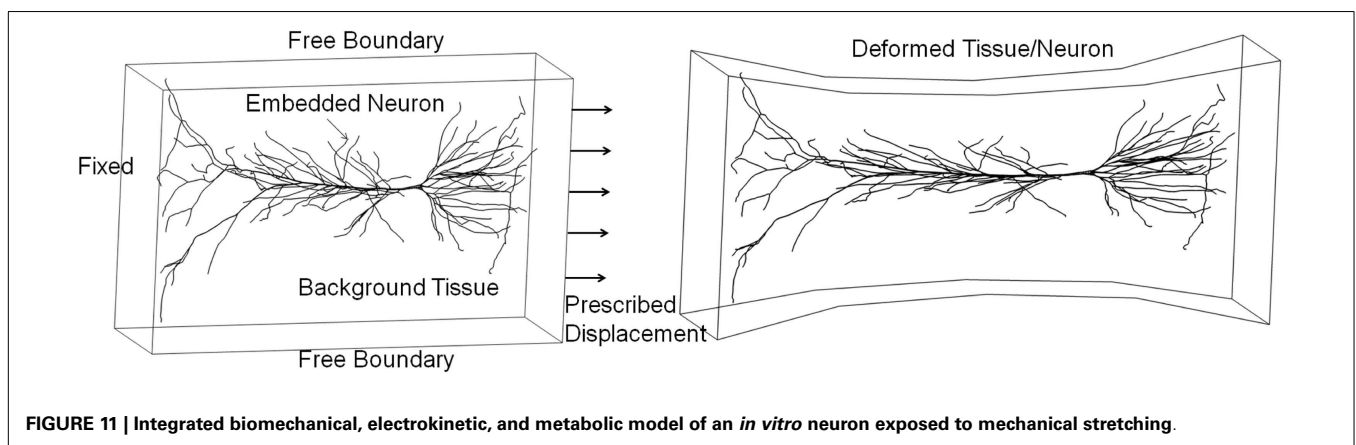 Free Boundary
Embedded Neuron
Fixed
Background Tissue
Prescribed
Displacement
Free Boundary
Deformed Tissue/Neuron
FIGURE 11 | Integrated biomechanical, electrokinetic, and metabolic model of an in vitro neuron exposed to mechanical stretching.